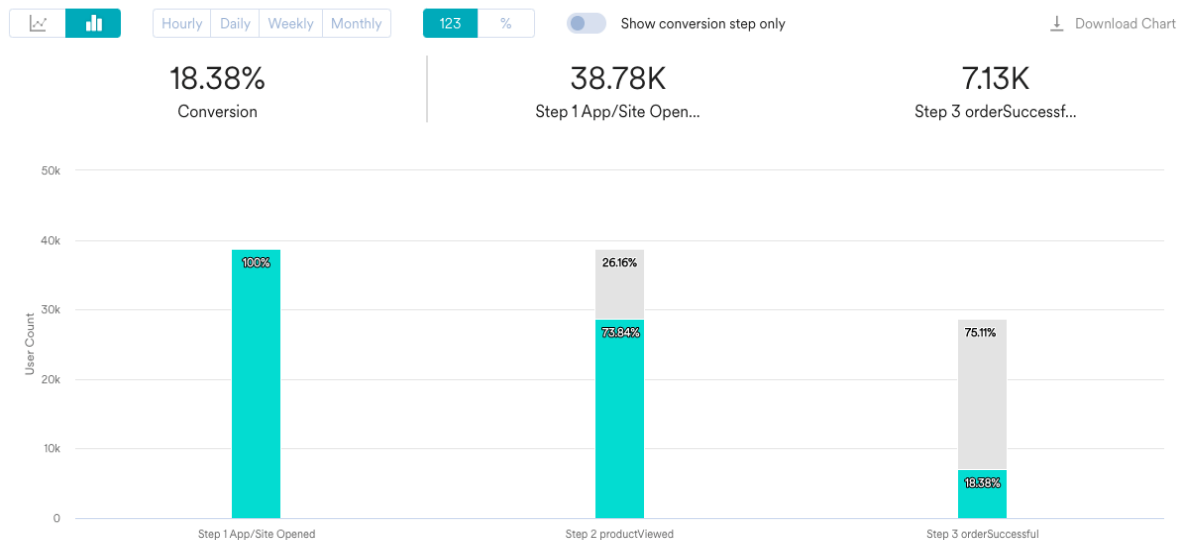 Hourly Daily Weekly Monthly 123 % Show conversion step only Download Chart
18.38% 38.78K 7.13K
Conversion Step 1 App/Site Open... Step 3 orderSuccessf...
50k
40k
100% 26.16%
30k
73.84% 75.11%
User Count
20k
10k
18.38%
0
Step 1 App/Site Opened Step 2 productViewed Step 3 orderSuccessful